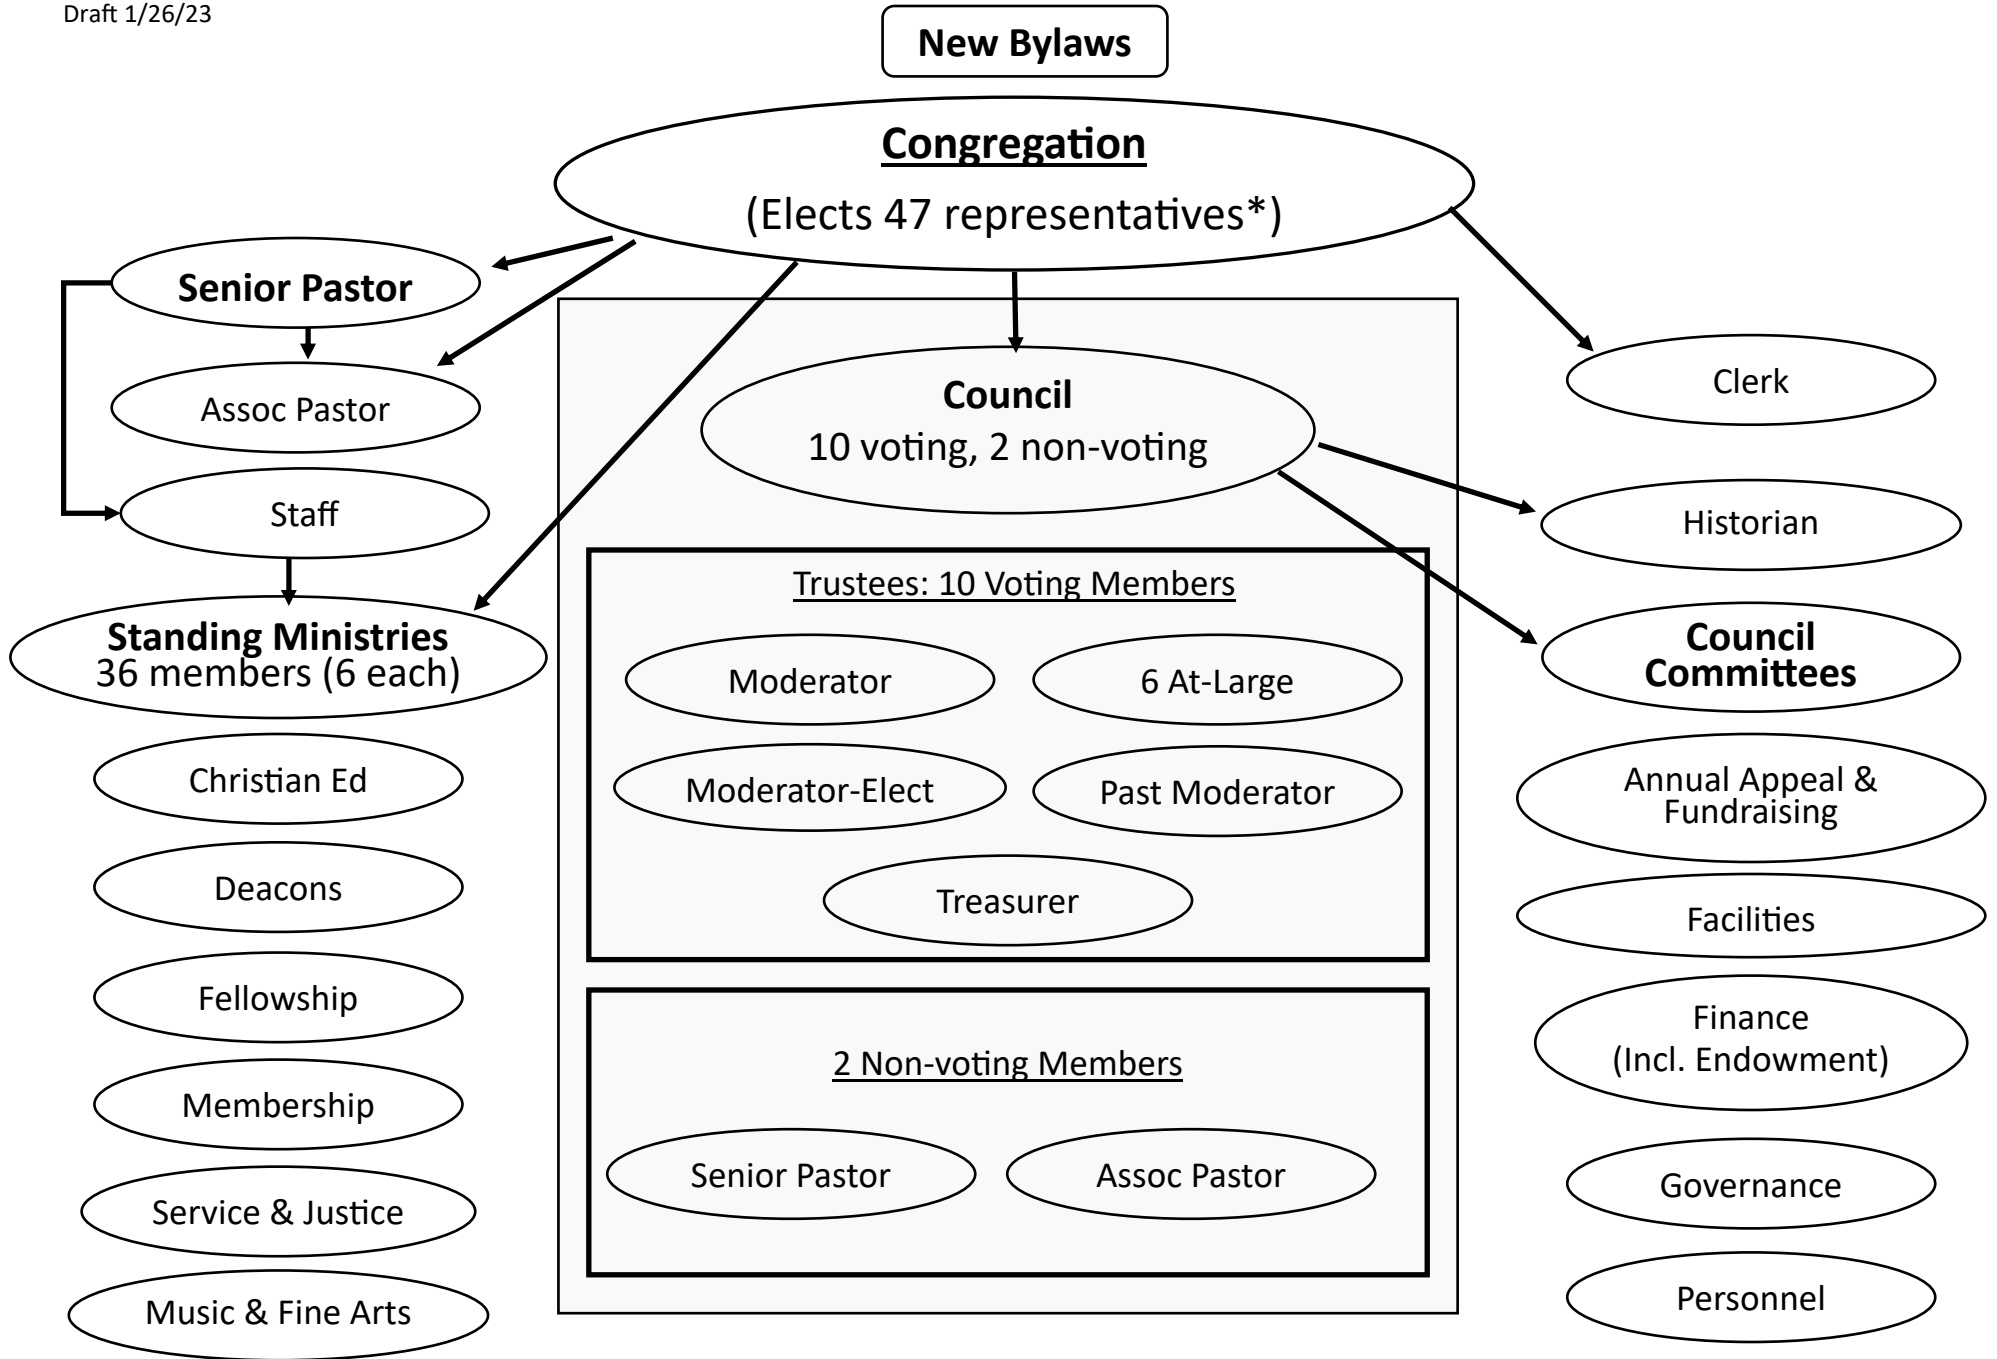 Draft 1/26/23
New Bylaws
Congregation
(Elects 47 representatives*)
Senior Pastor
Assoc Pastor
Staff
Standing Ministries
36 members (6 each)
Christian Ed
Deacons
Fellowship
Membership
Service & Justice
Music & Fine Arts
Council
10 voting, 2 non-voting
Trustees: 10 Voting Members
Moderator
6 At-Large
Moderator-Elect
Past Moderator
Treasurer
2 Non-voting Members
Senior Pastor
Assoc Pastor
Clerk
Historian
Council
Committees
Annual Appeal &
Fundraising
Facilities
Finance
(Incl. Endowment)
Governance
Personnel